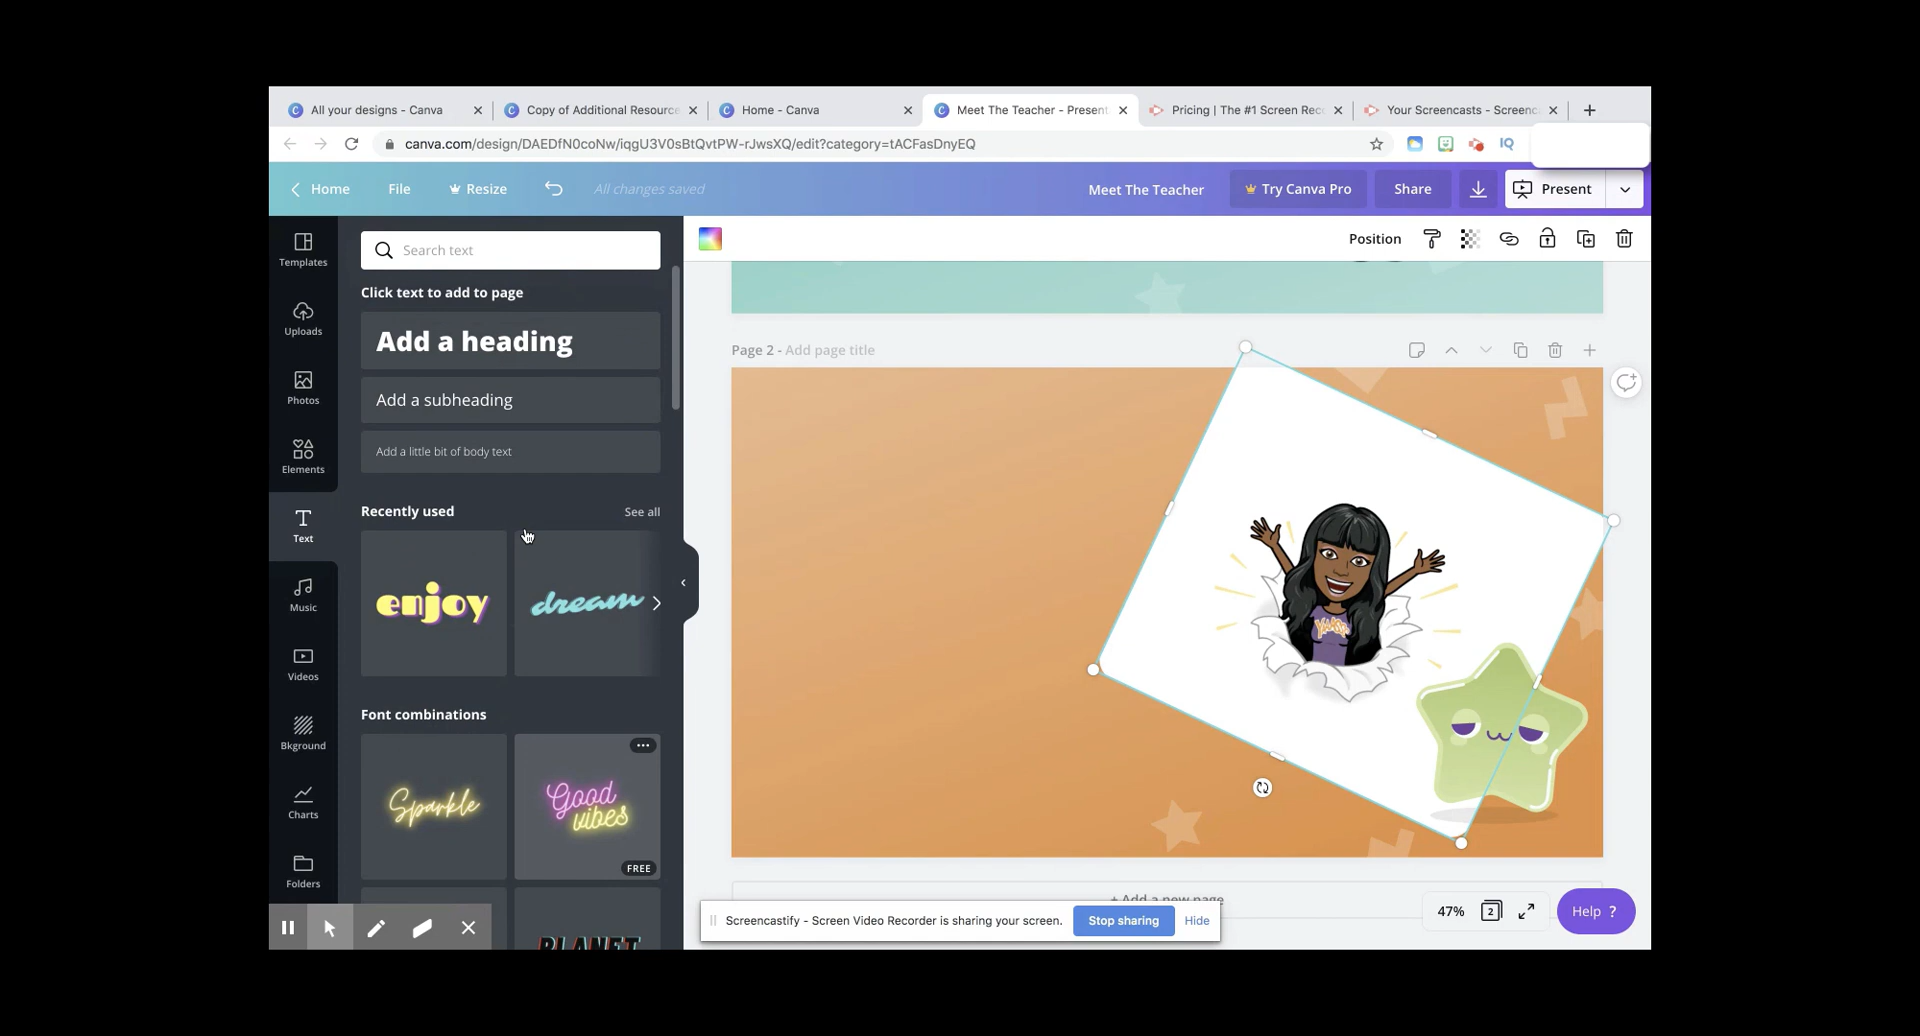 All your designs - Canva
Copy of Additional Resource
Home - Canva
Meet The Teacher - Present
Pricing | The #1 Screen Rec
Your Screencasts - Screenc
canva.com/design/DAEDfN0coNw/iqgU3V0sBtQvtPW-rJwsXQ/edit?category=tACFasDnyEQ
IQ
Home
File
Resize
All changes saved
Meet The Teacher
Try Canva Pro
Share
Present
Templates
Uploads
Photos
Elements
Text
Music
Videos
Bkground
Charts
Folders
Search text
Click text to add to page
Add a heading
Add a subheading
Add a little bit of body text
Recently used
See all
enjoy
dream
Font combinations
Sparkle
Good
vibes
FREE
PLANET
Position
Page 2 - Add page title
+ Add a new page
Screencastify - Screen Video Recorder is sharing your screen.
Stop sharing
Hide
47%
2
Help ?